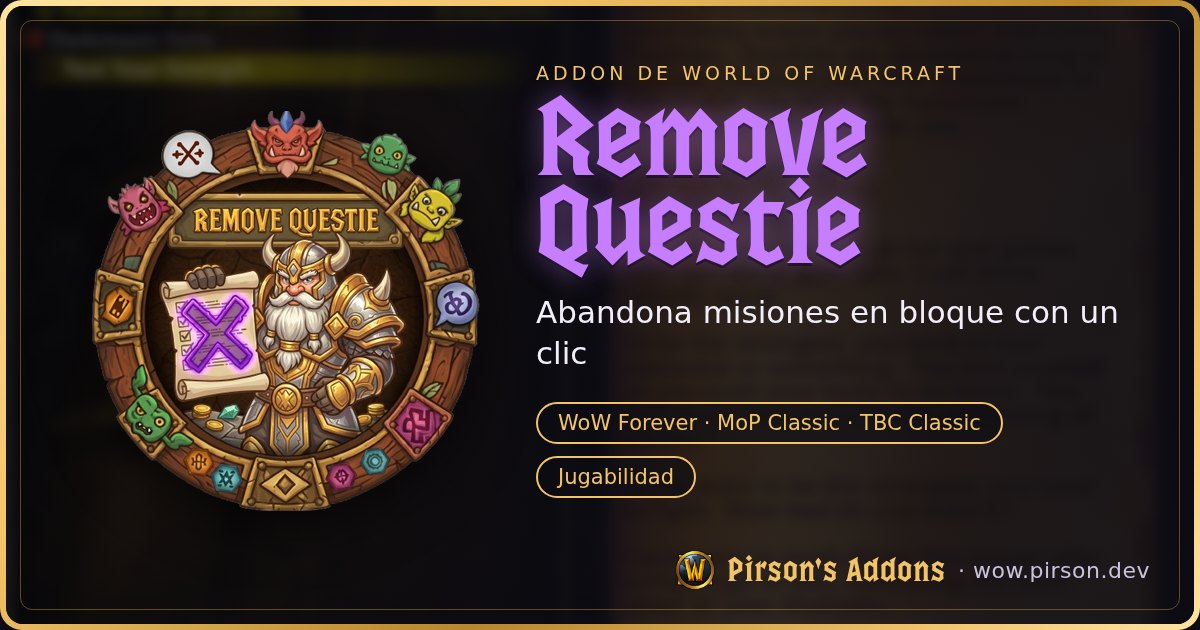 REMOVE QUESTIE
ADDON DE WORLD OF WARCRAFT
Remove
Questie
Abandona misiones en bloque con un
clic
WoW Forever · MoP Classic · TBC Classic
Jugabilidad
Pirson's Addons · wow.pirson.dev